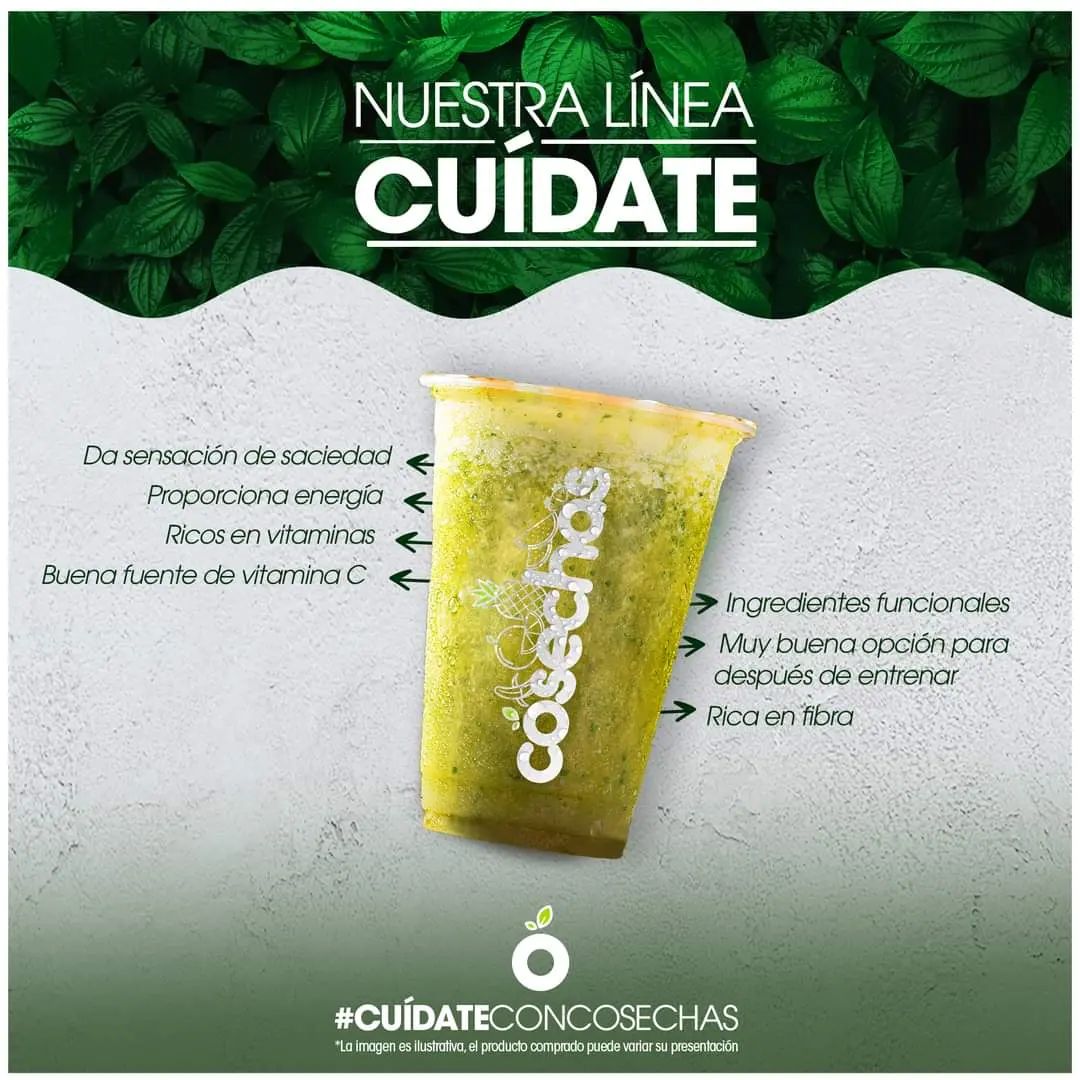 NUESTRA LÍNEA
CUÍDATE
Da sensación de saciedad
Proporciona energía
Ricos en vitaminas
Buena fuente de vitamina C
cosechas
Ingredientes funcionales
Muy buena opción para
después de entrenar
Rica en fibra
#CUÍDATECONCOSECHAS
*La imagen es ilustrativa, el producto comprado puede variar su presentación